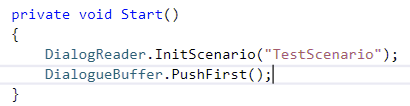 private void Start()
{
    DialogReader.InitScenario("TestScenario");
    DialogueBuffer.PushFirst();
}